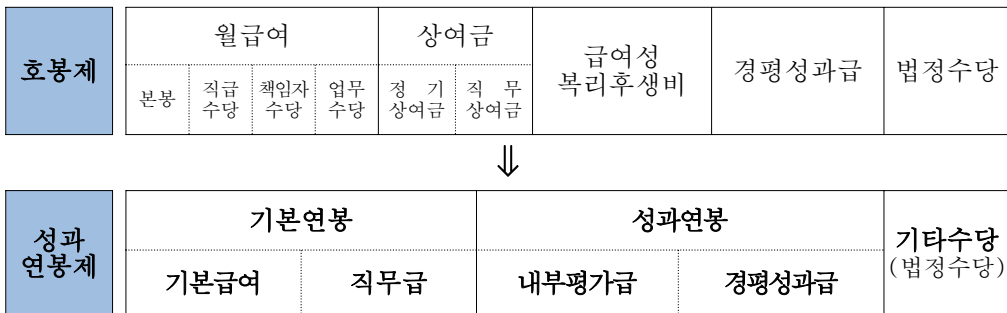 호봉제
월급여
상여금
급여성
복리후생비
경평성과급
법정수당
본봉
직급
수당
책임자
수당
업무
수당
정 기
상여금
직 무
상여금
⇓
성과
연봉제
기본연봉
성과연봉
기타수당
(법정수당)
기본급여
직무급
내부평가급
경평성과급